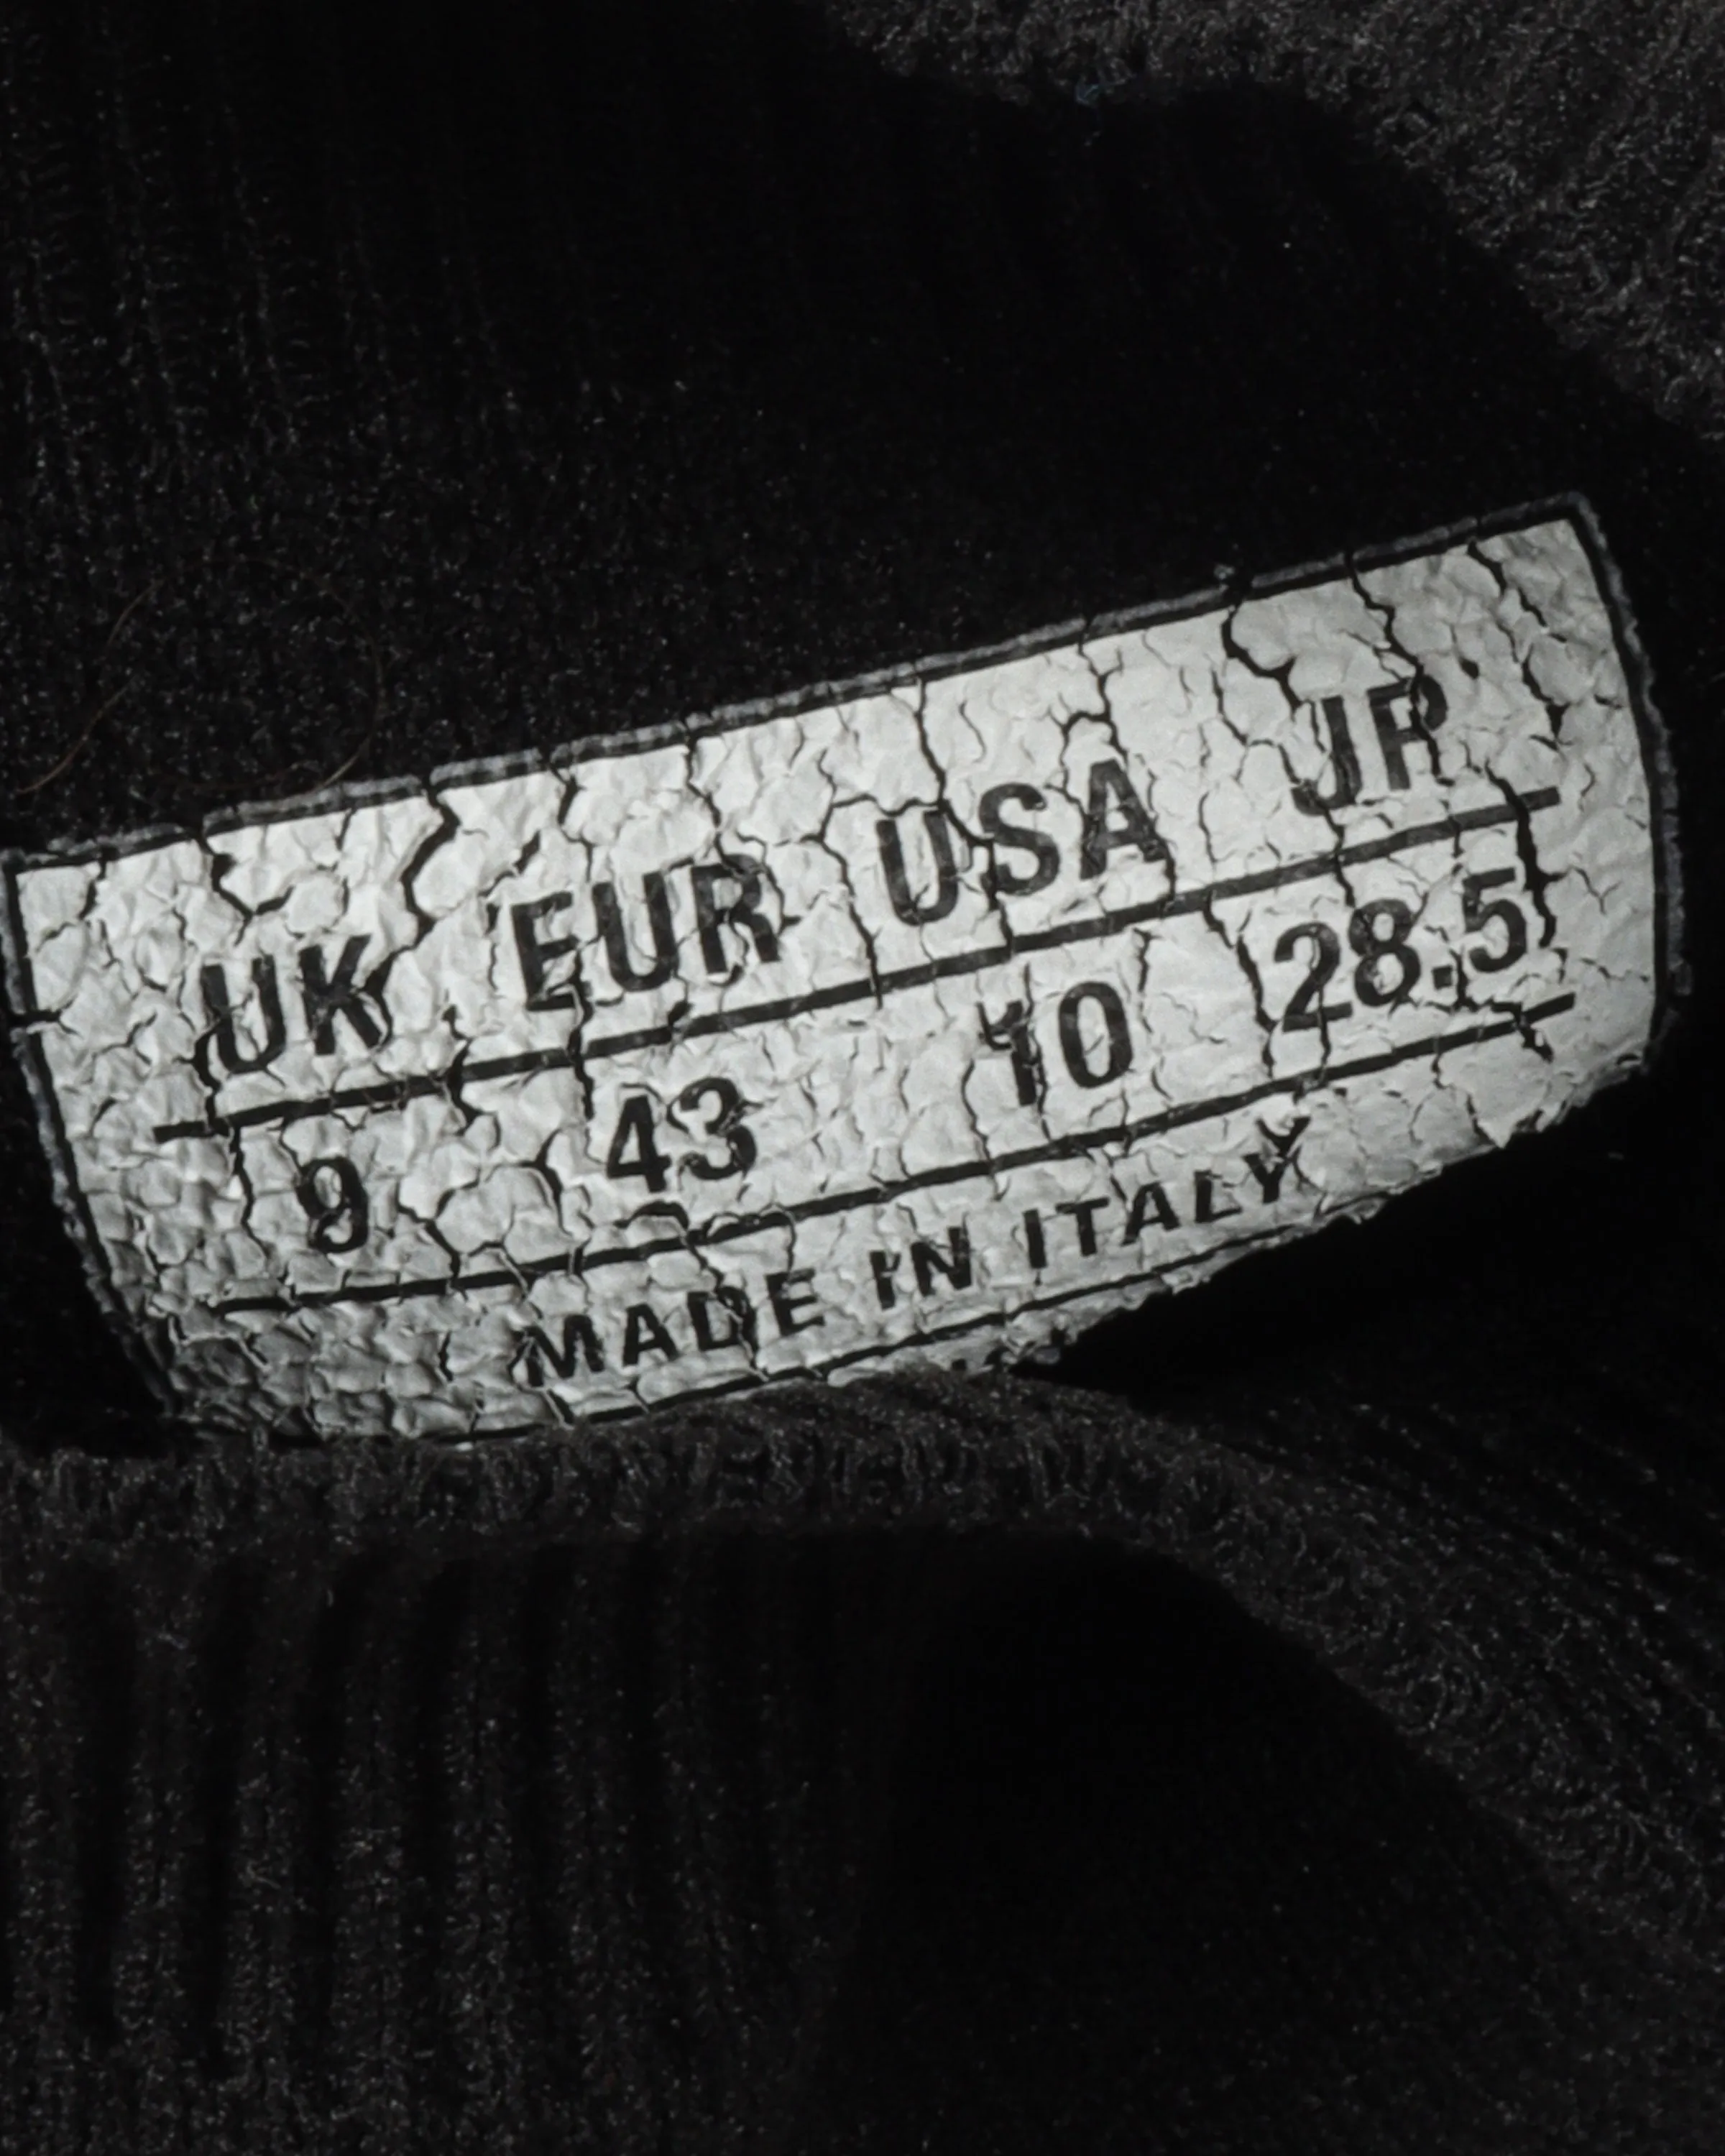 UK EUR USA JP
9 43 10 28.5
MADE IN ITALY